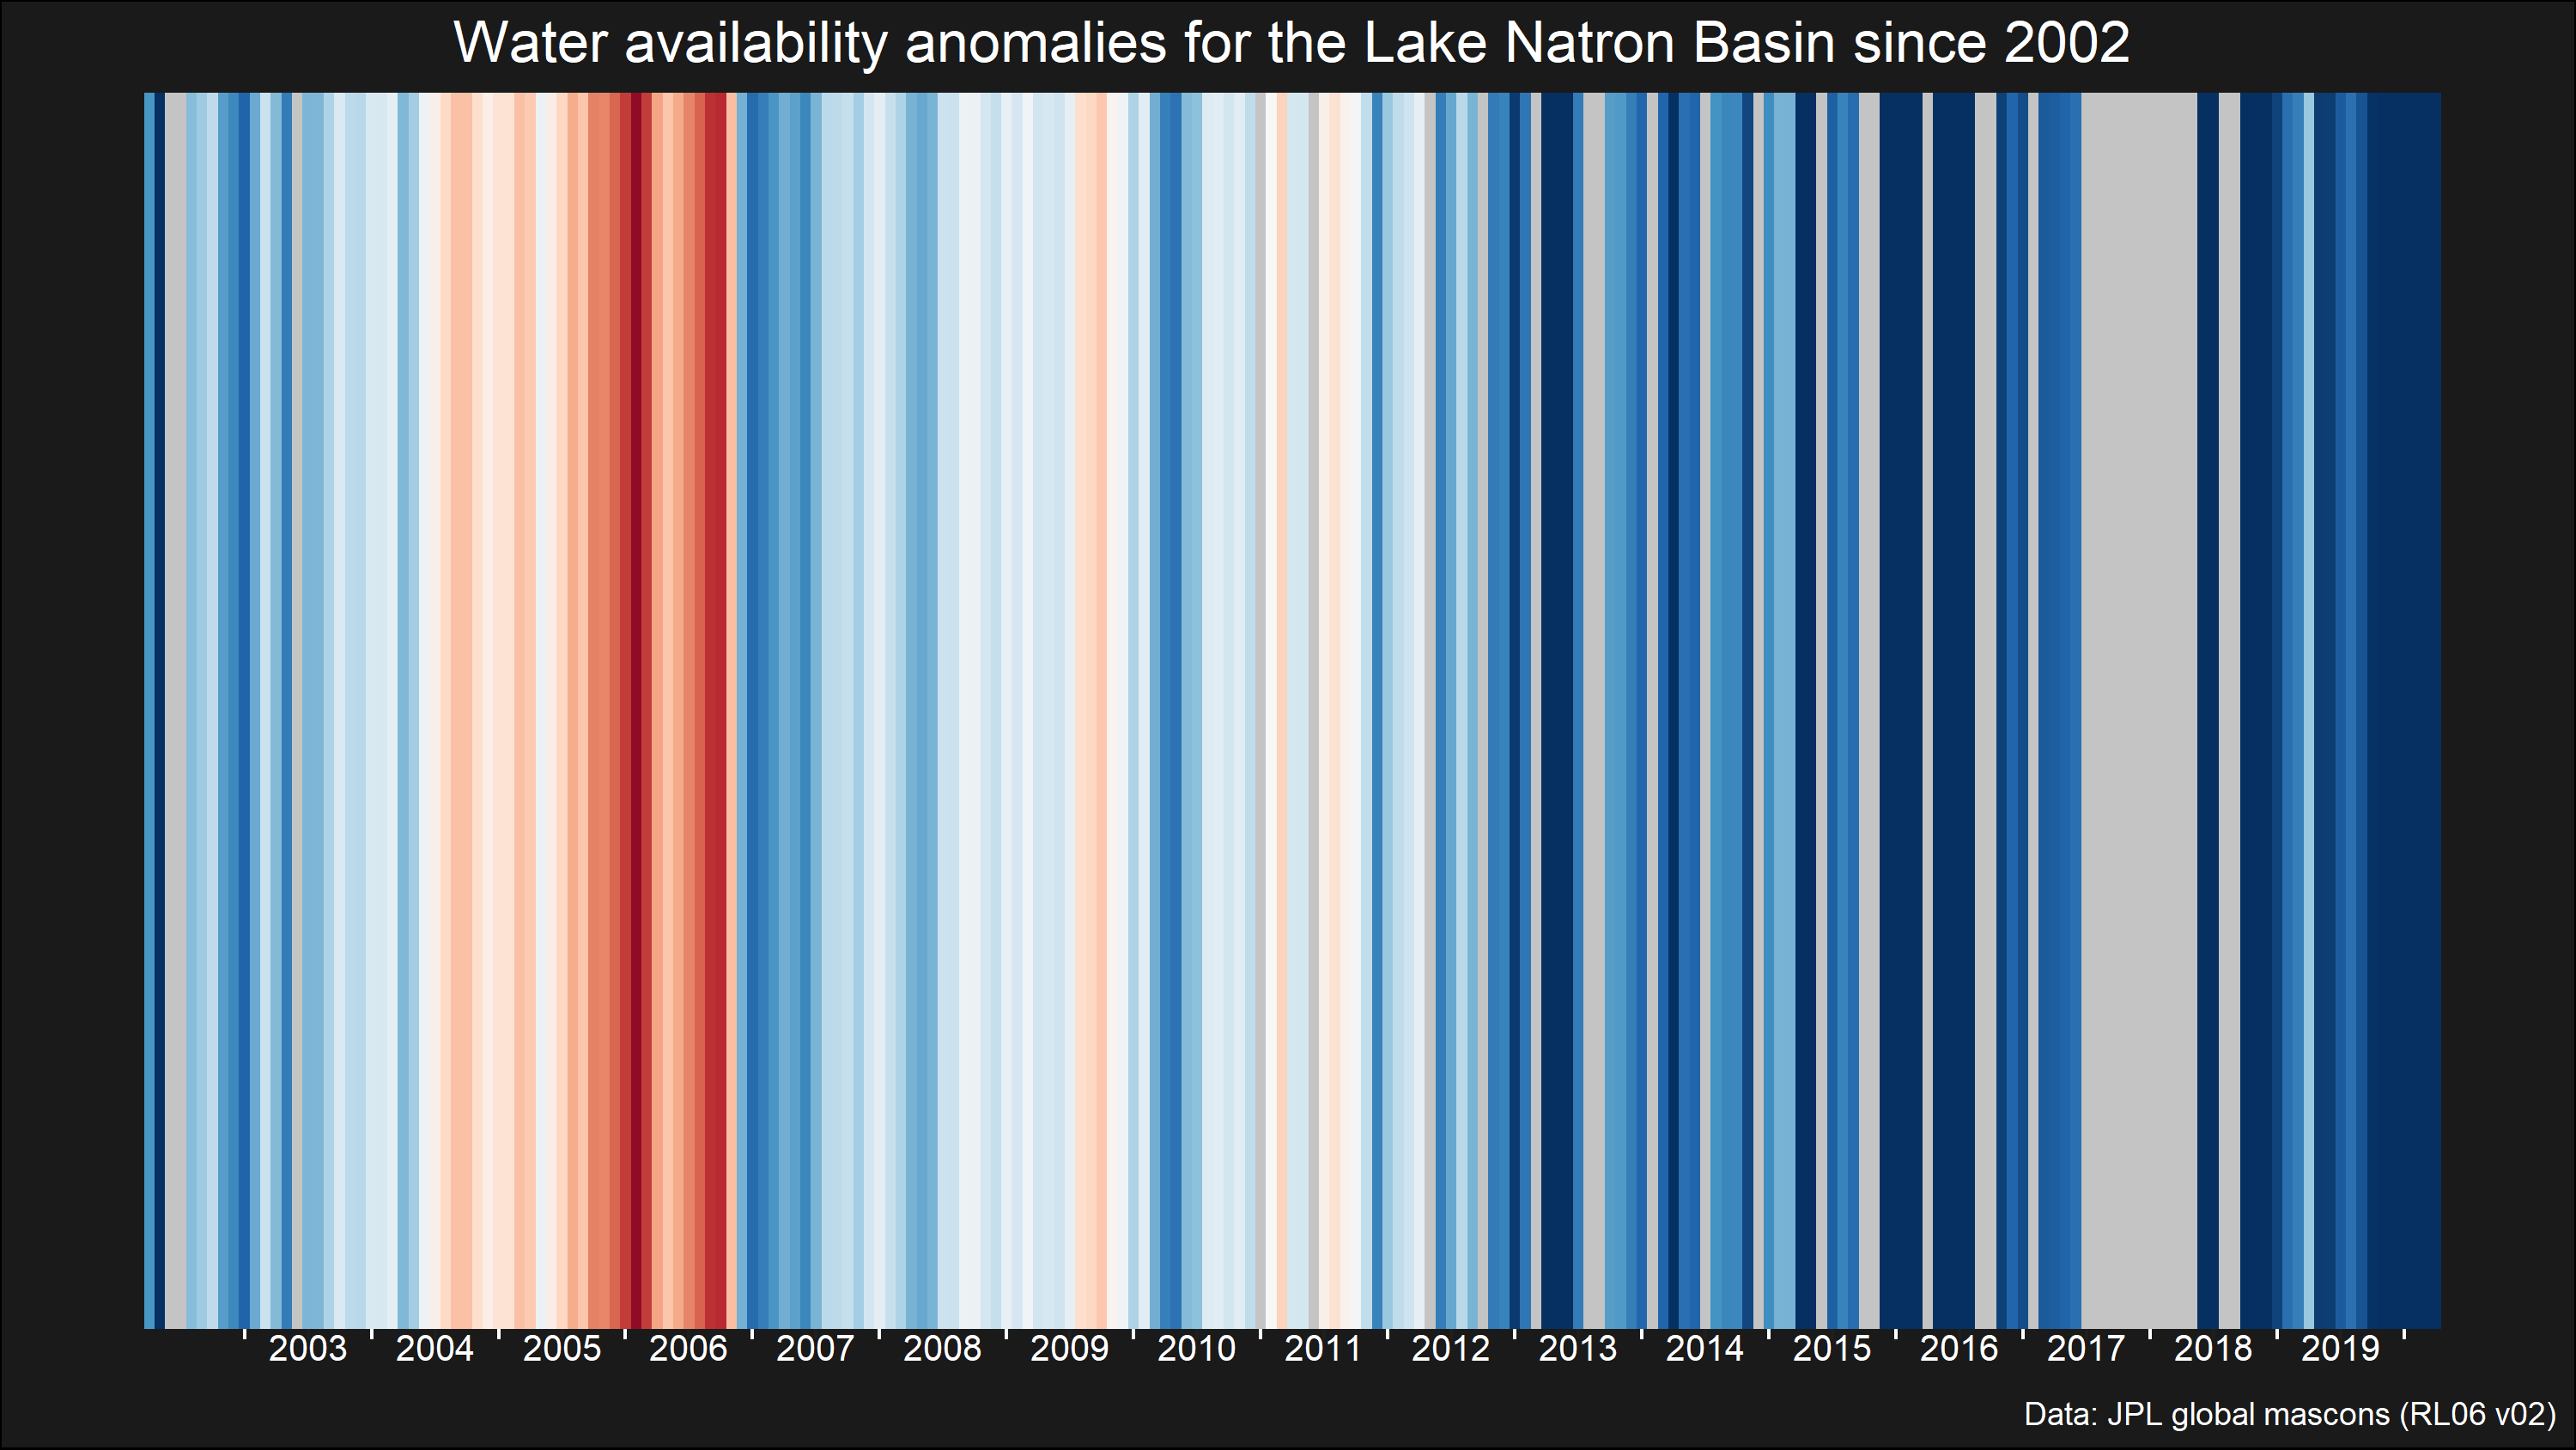 Water availability anomalies for the Lake Natron Basin since 2002
2003 2004 2005 2006 2007 2008 2009 2010 2011 2012 2013 2014 2015 2016 2017 2018 2019
Data: JPL global mascons (RL06 v02)